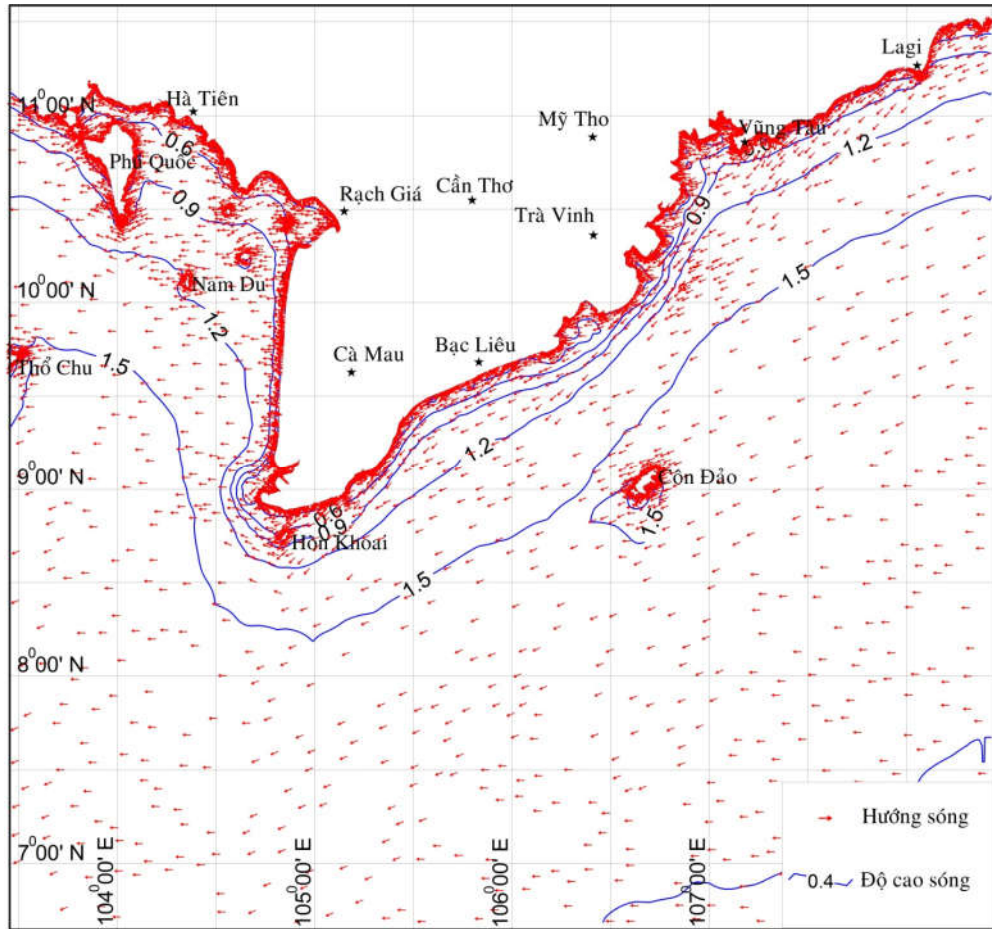 Lagi
11°00' N
Hà Tiên
Mỹ Tho
Vũng Tàu
0.6
0.6
1.2
Phú Quốc
0.9
Rạch Giá
Cần Thơ
Trà Vinh
0.9
1.5
10°00' N
Nam Du
1.2
Thổ Chu
1.5
Cà Mau
Bạc Liêu
1.2
9°00' N
Côn Đảo
0.6
0.9
1.5
Hòn Khoai
1.5
8°00' N
7°00' N
104°00' E
105°00' E
106°00' E
107°00' E
Hướng sóng
0.4
Độ cao sóng